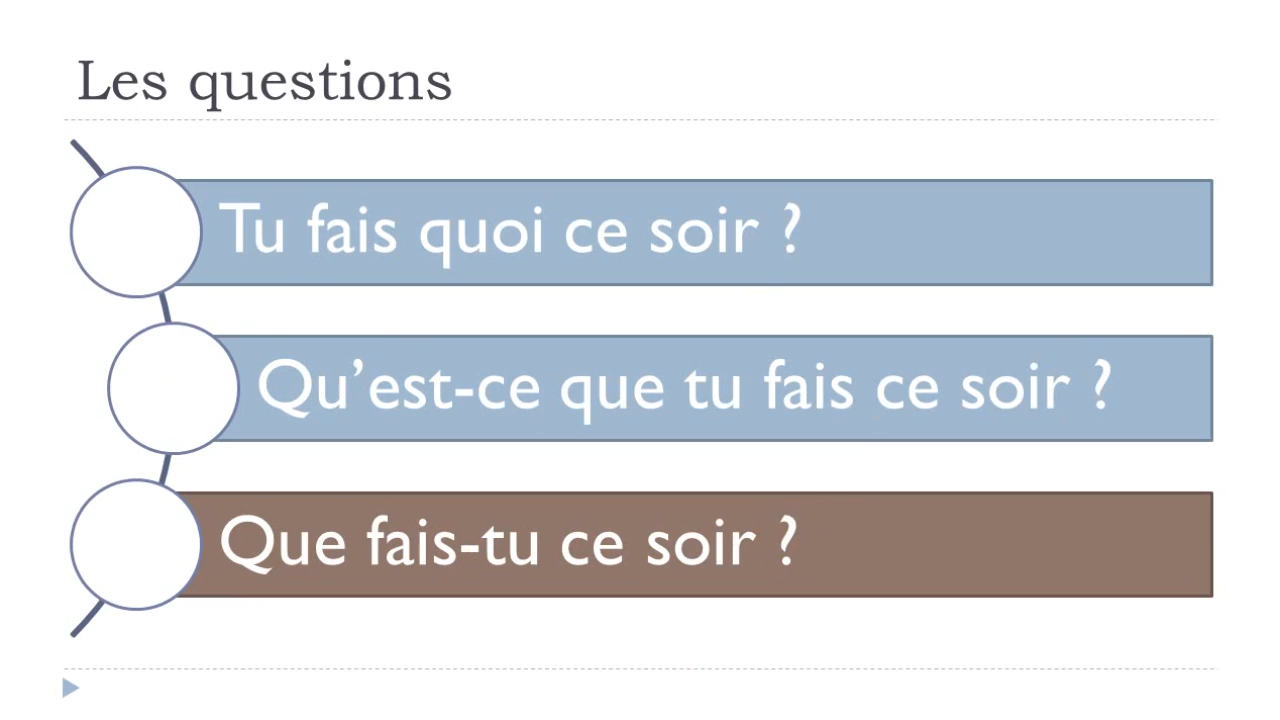 Les questions
Tu fais quoi ce soir ?
Qu’est-ce que tu fais ce soir ?
Que fais-tu ce soir ?